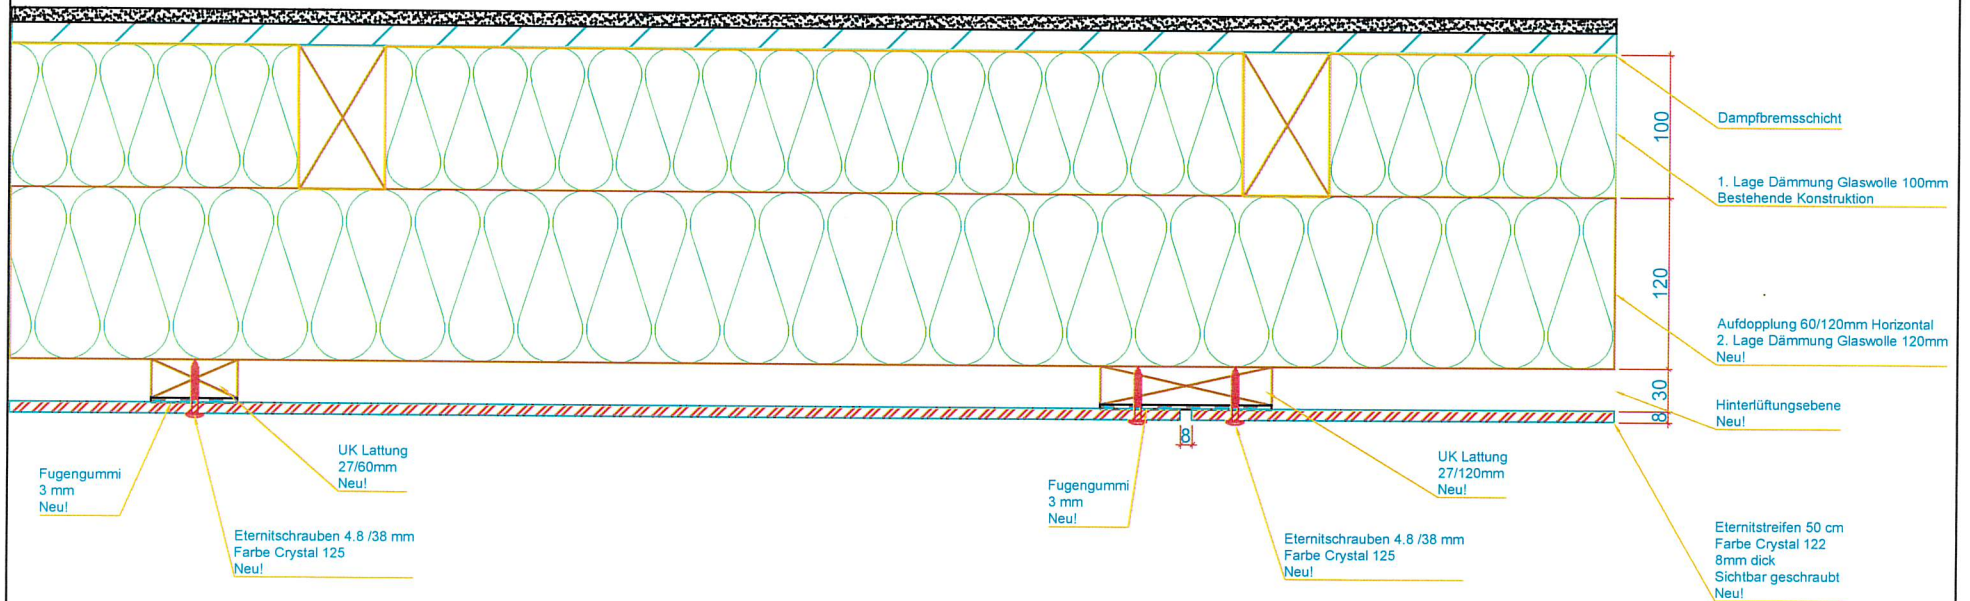 100
Dampfbremsschicht
1. Lage Dämmung Glaswolle 100mm
Bestehende Konstruktion
120
Aufdopplung 60/120mm Horizontal
2. Lage Dämmung Glaswolle 120mm
Neu!
30
8
Hinterlüftungsebene
Neu!
8
Fugengummi
3 mm
Neu!
UK Lattung
27/60mm
Neu!
Eternitschrauben 4.8 /38 mm
Farbe Crystal 125
Neu!
Fugengummi
3 mm
Neu!
UK Lattung
27/120mm
Neu!
Eternitschrauben 4.8 /38 mm
Farbe Crystal 125
Neu!
Eternitstreifen 50 cm
Farbe Crystal 122
8mm dick
Sichtbar geschraubt
Neu!